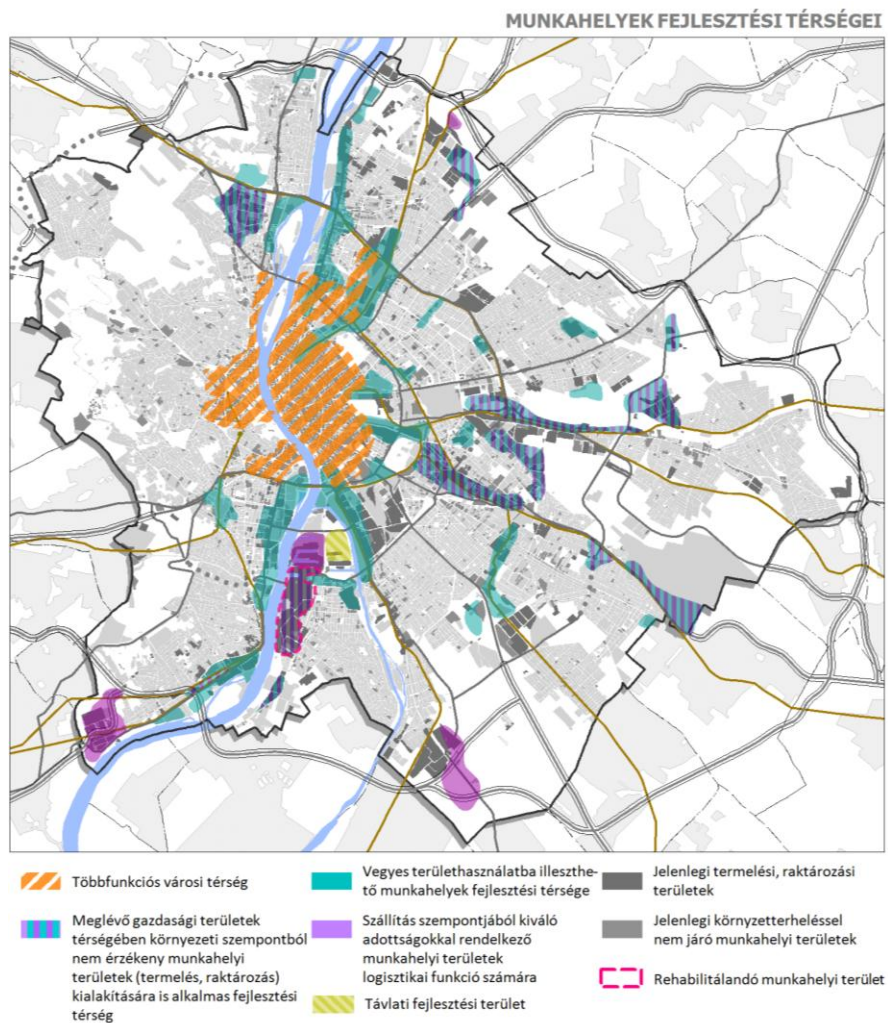 MUNKAHELYEK FEJLESZTÉSI TÉRSÉGEI
Többfunkciós városi térség
Meglévő gazdasági területek
térségében környezeti szempontból
nem érzékeny munkahelyi
területek (termelés, raktározás)
kialakítására is alkalmas fejlesztési
térség
Vegyes területhasználatba illeszthe-
tő munkahelyek fejlesztési térsége
Szállítás szempontjából kiváló
adottságokkal rendelkező
munkahelyi területek
logisztikai funkció számára
Távlati fejlesztési terület
Jelenlegi termelési, raktározási
területek
Jelenlegi környzetterheléssel
nem járó munkahelyi területek
Rehabilitálandó munkahelyi terület